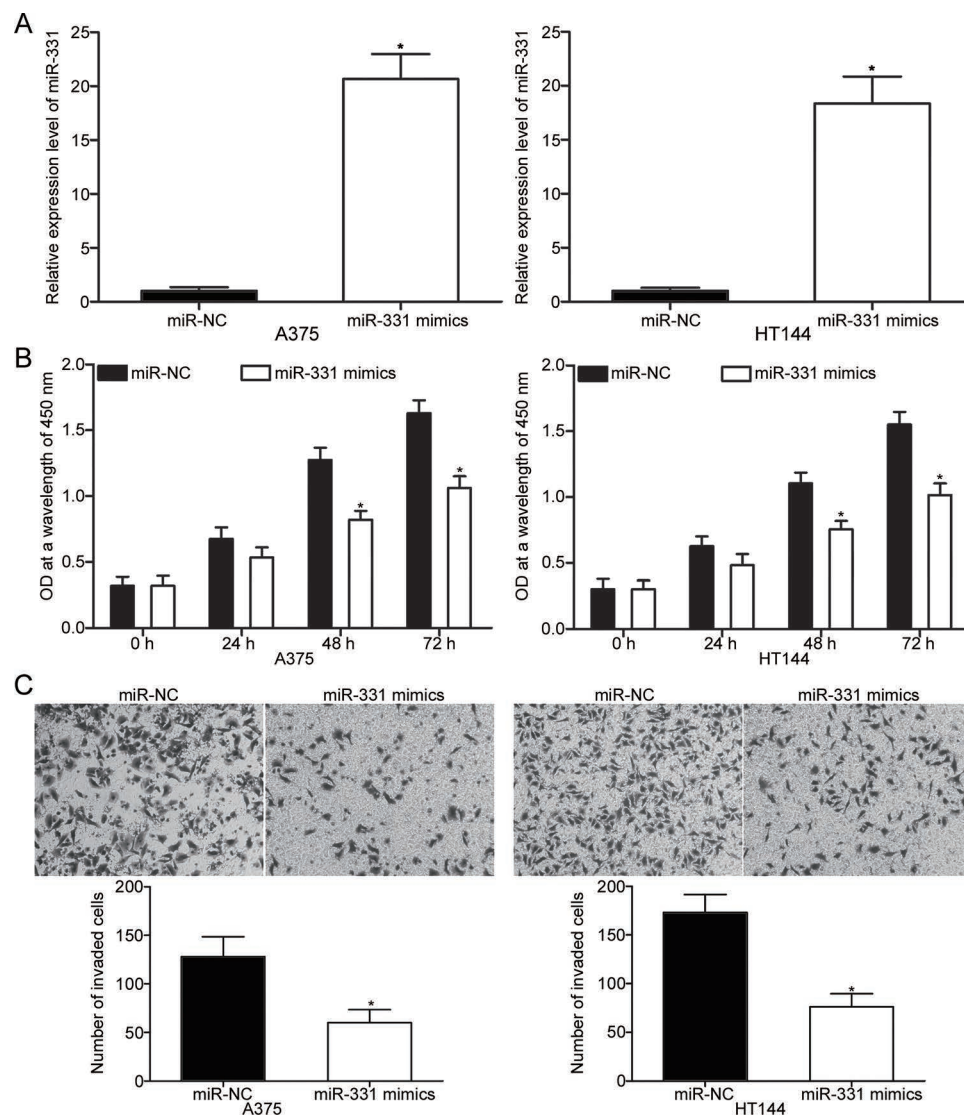 A
Relative expression level of miR-331
25
20
15
10
5
0
*
miR-NC
miR-331 mimics
A375
Relative expression level of miR-331
25
20
15
10
5
0
*
miR-NC
miR-331 mimics
HT144
B
OD at a wavelength of 450 nm
2.0
1.5
1.0
0.5
0.0
miR-NC
miR-331 mimics
*
*
0 h
24 h
48 h
72 h
A375
OD at a wavelength of 450 nm
2.0
1.5
1.0
0.5
0.0
miR-NC
miR-331 mimics
*
*
0 h
24 h
48 h
72 h
HT144
C
miR-NC
miR-331 mimics
miR-NC
miR-331 mimics
Number of invaded cells
200
150
100
50
0
*
miR-NC
miR-331 mimics
A375
Number of invaded cells
200
150
100
50
0
*
miR-NC
miR-331 mimics
HT144